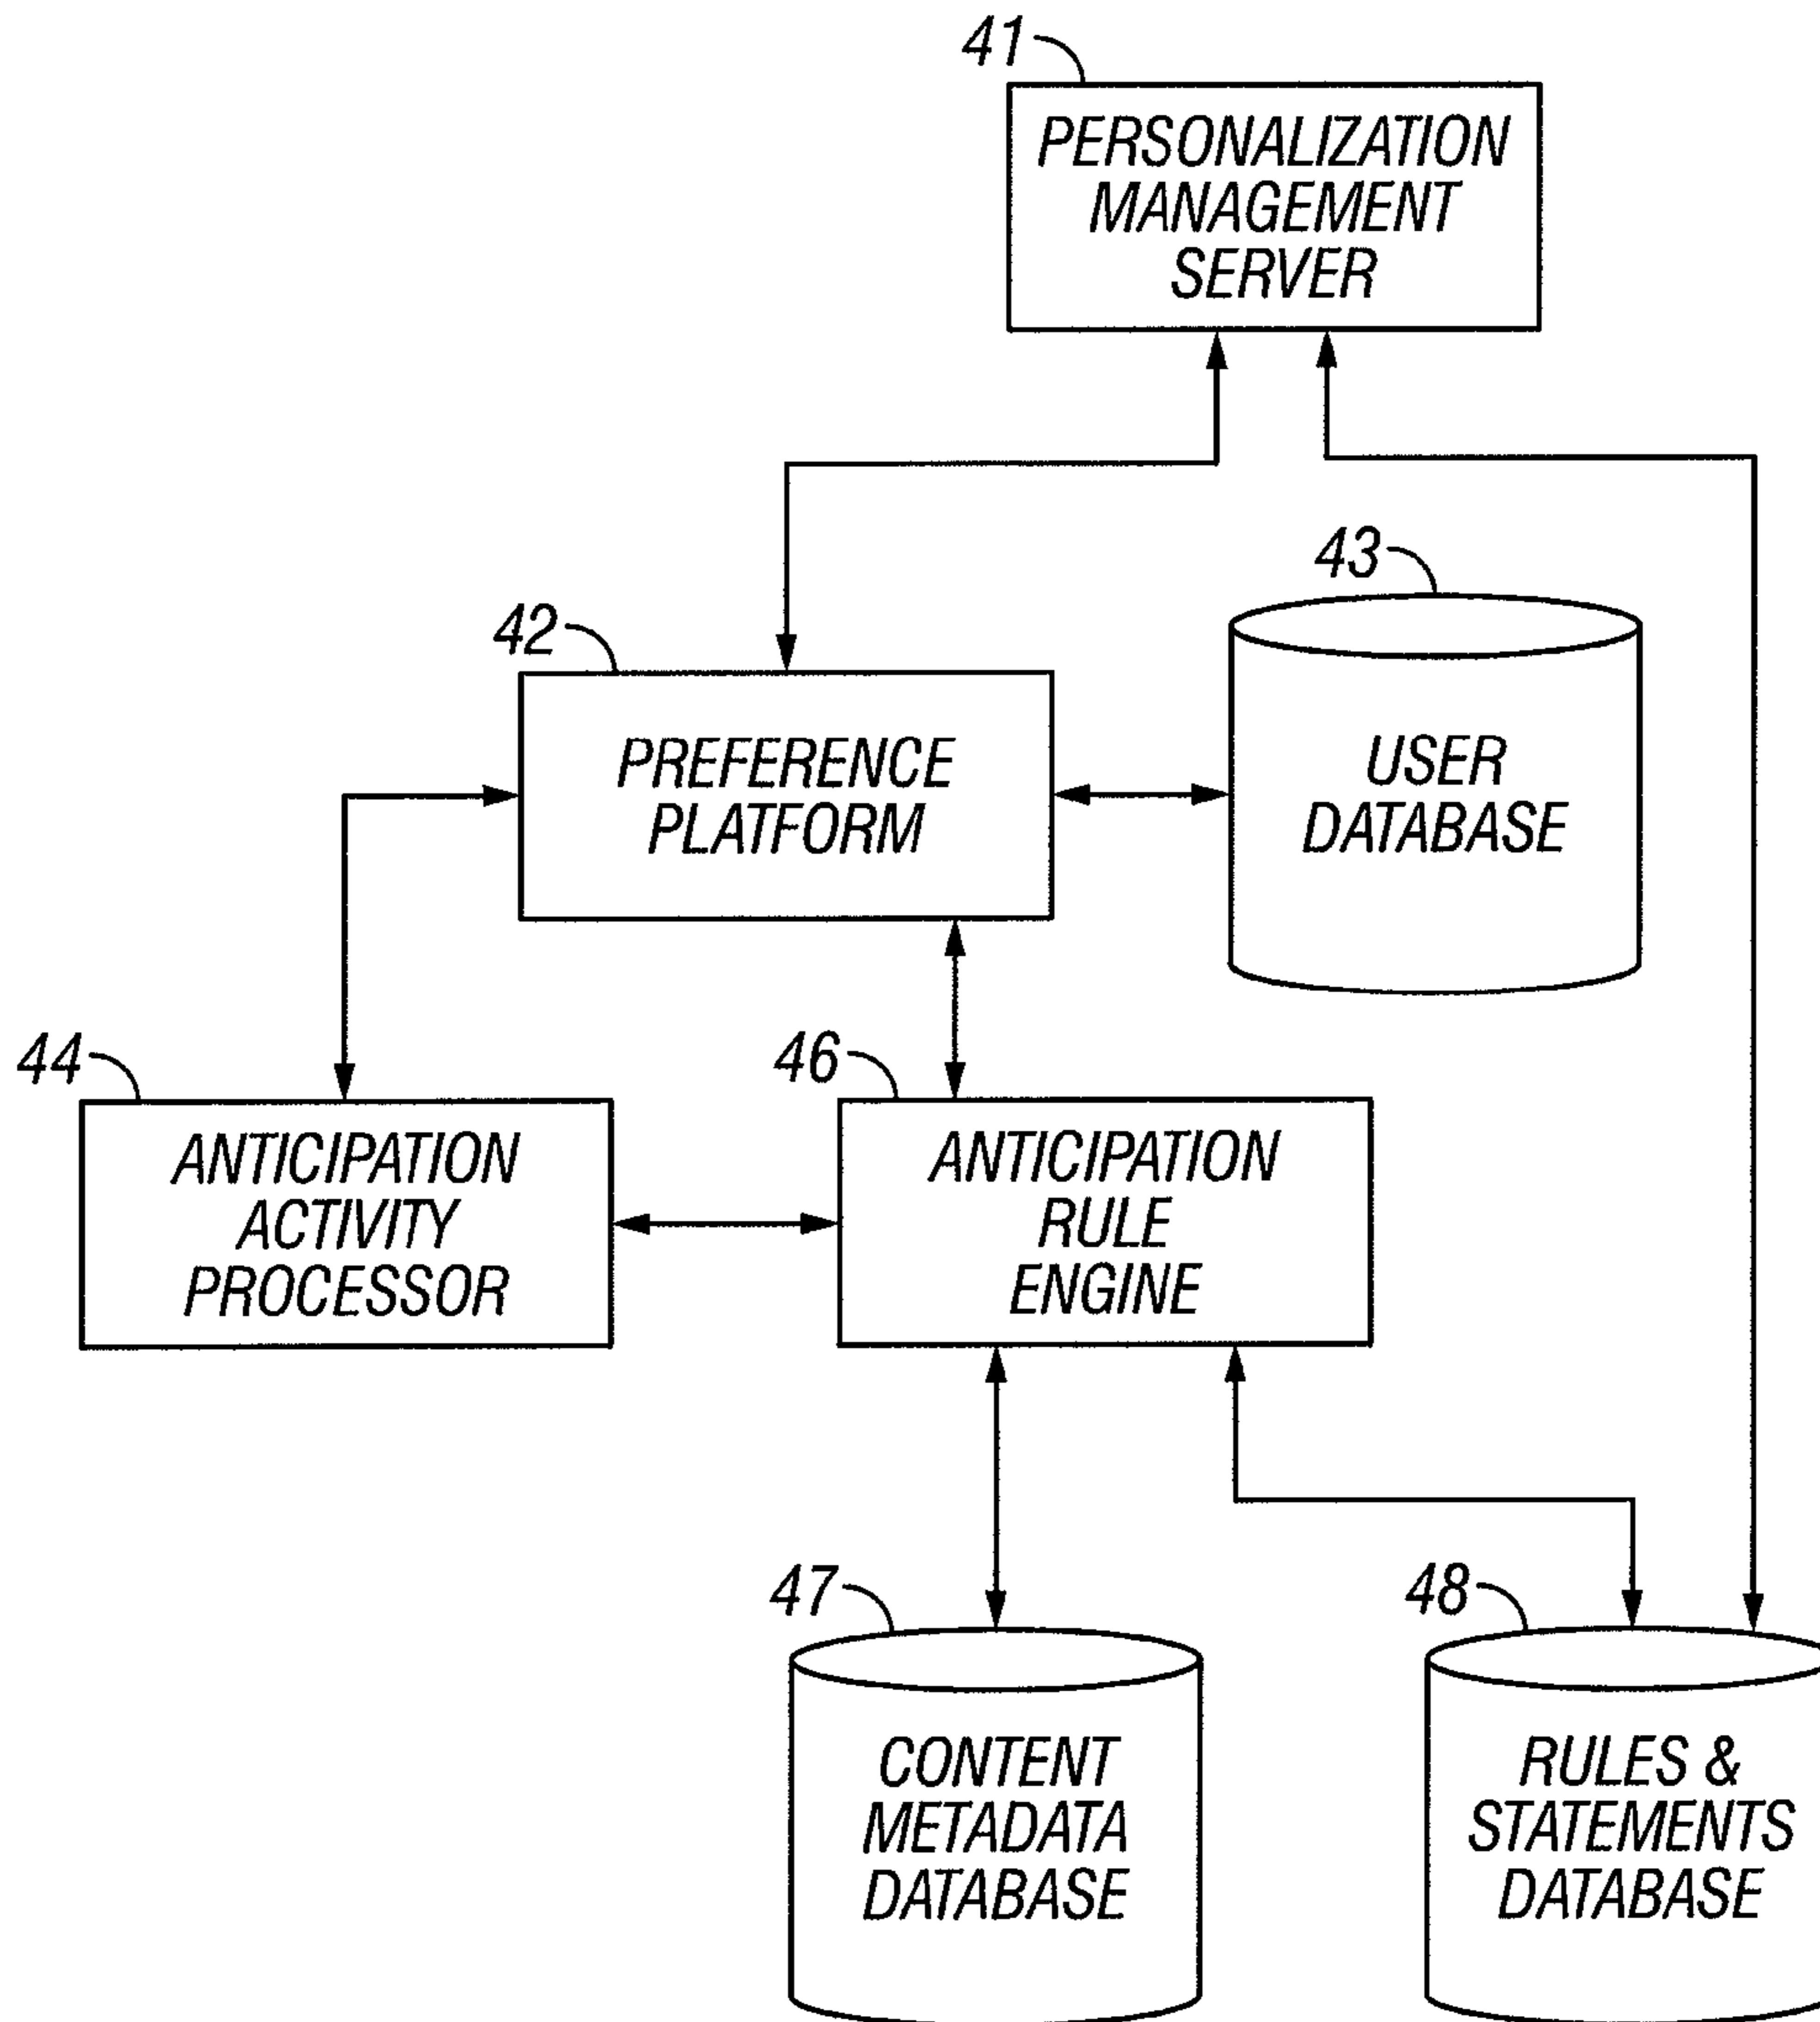 41
PERSONALIZATION
MANAGEMENT
SERVER
43
42
USER
DATABASE
PREFERENCE
PLATFORM
44
46
ANTICIPATION
ACTIVITY
PROCESSOR
ANTICIPATION
RULE
ENGINE
47
48
CONTENT
METADATA
DATABASE
RULES &
STATEMENTS
DATABASE